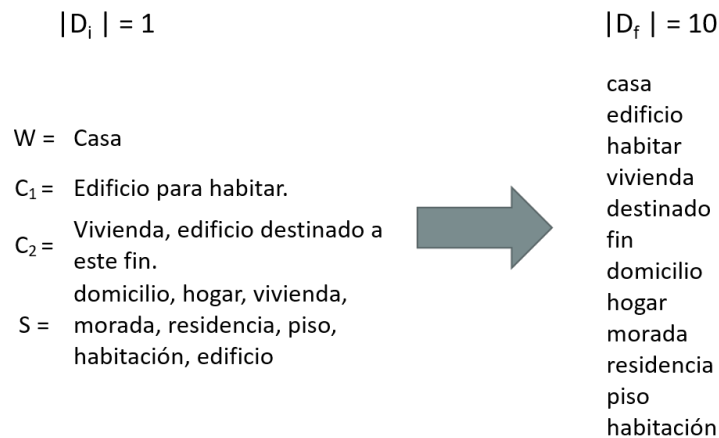 |Di | = 1
|Df | = 10
W = Casa
C1 = Edificio para habitar.
C2 = Vivienda, edificio destinado a
este fin.
S = domicilio, hogar, vivienda,
morada, residencia, piso,
habitación, edificio
casa
edificio
habitar
vivienda
destinado
fin
domicilio
hogar
morada
residencia
piso
habitación